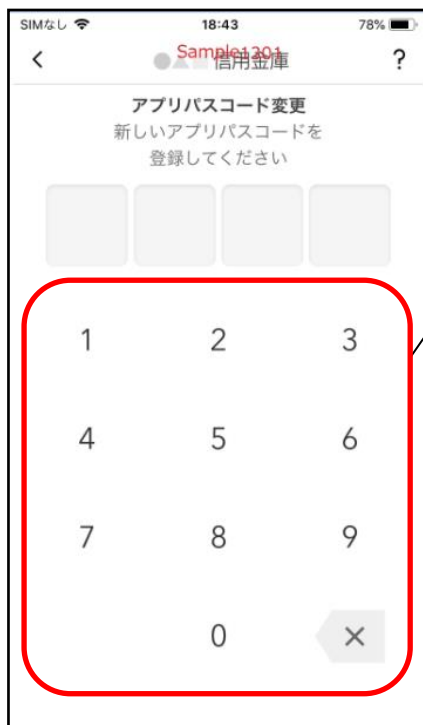 SIMなし 18:43 78%
< Sample1201 信用金庫 ?
アプリパスコード変更
新しいアプリパスコードを
登録してください
1 2 3
4 5 6
7 8 9
0 ×